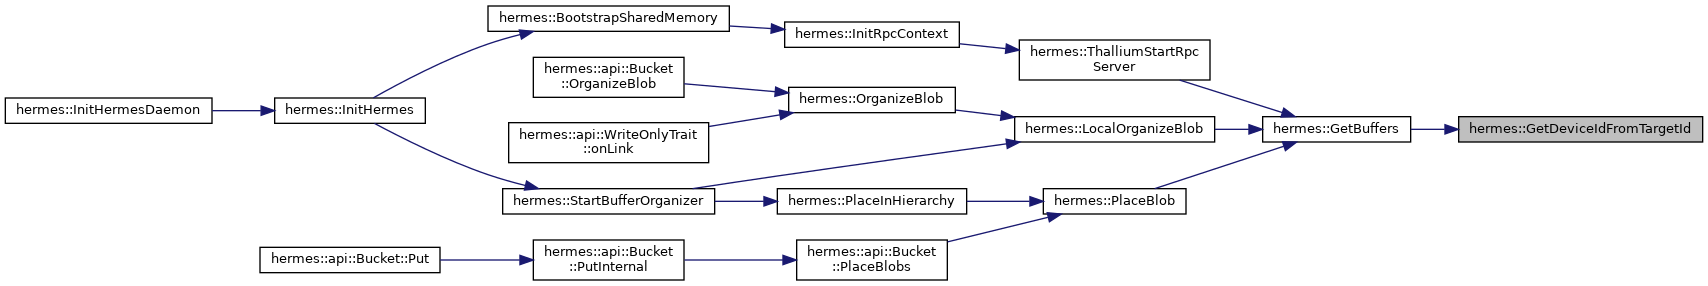 hermes::BootstrapSharedMemory
hermes::InitRpcContext
hermes::ThalliumStartRpc
Server
hermes::api::Bucket
::OrganizeBlob
hermes::OrganizeBlob
hermes::InitHermesDaemon
hermes::InitHermes
hermes::api::WriteOnlyTrait
::onLink
hermes::LocalOrganizeBlob
hermes::GetBuffers
hermes::GetDeviceIdFromTargetId
hermes::StartBufferOrganizer
hermes::PlaceInHierarchy
hermes::PlaceBlob
hermes::api::Bucket::Put
hermes::api::Bucket
::PutInternal
hermes::api::Bucket
::PlaceBlobs